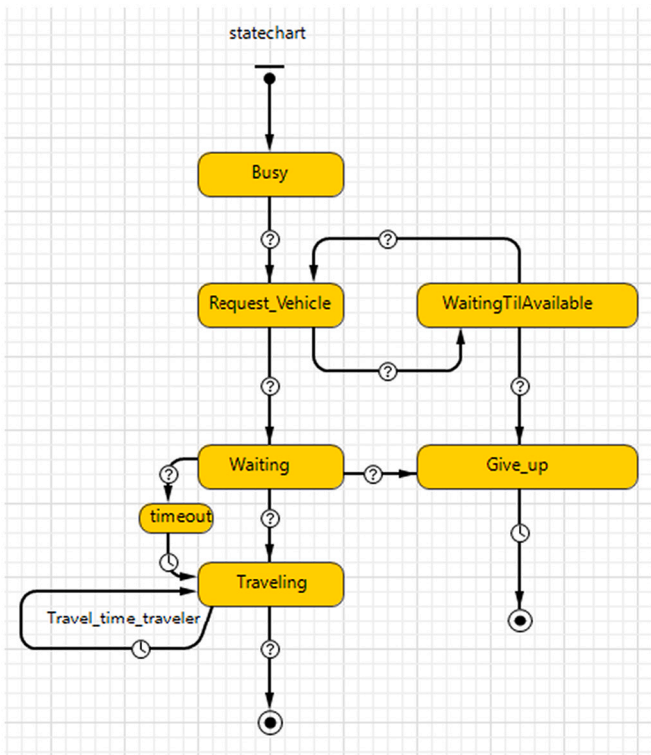 statechart
Busy
?
?
Request_Vehicle
WaitingTilAvailable
?
?
?
Waiting
Give_up
?
?
timeout
?
Traveling
Travel_time_traveler
?